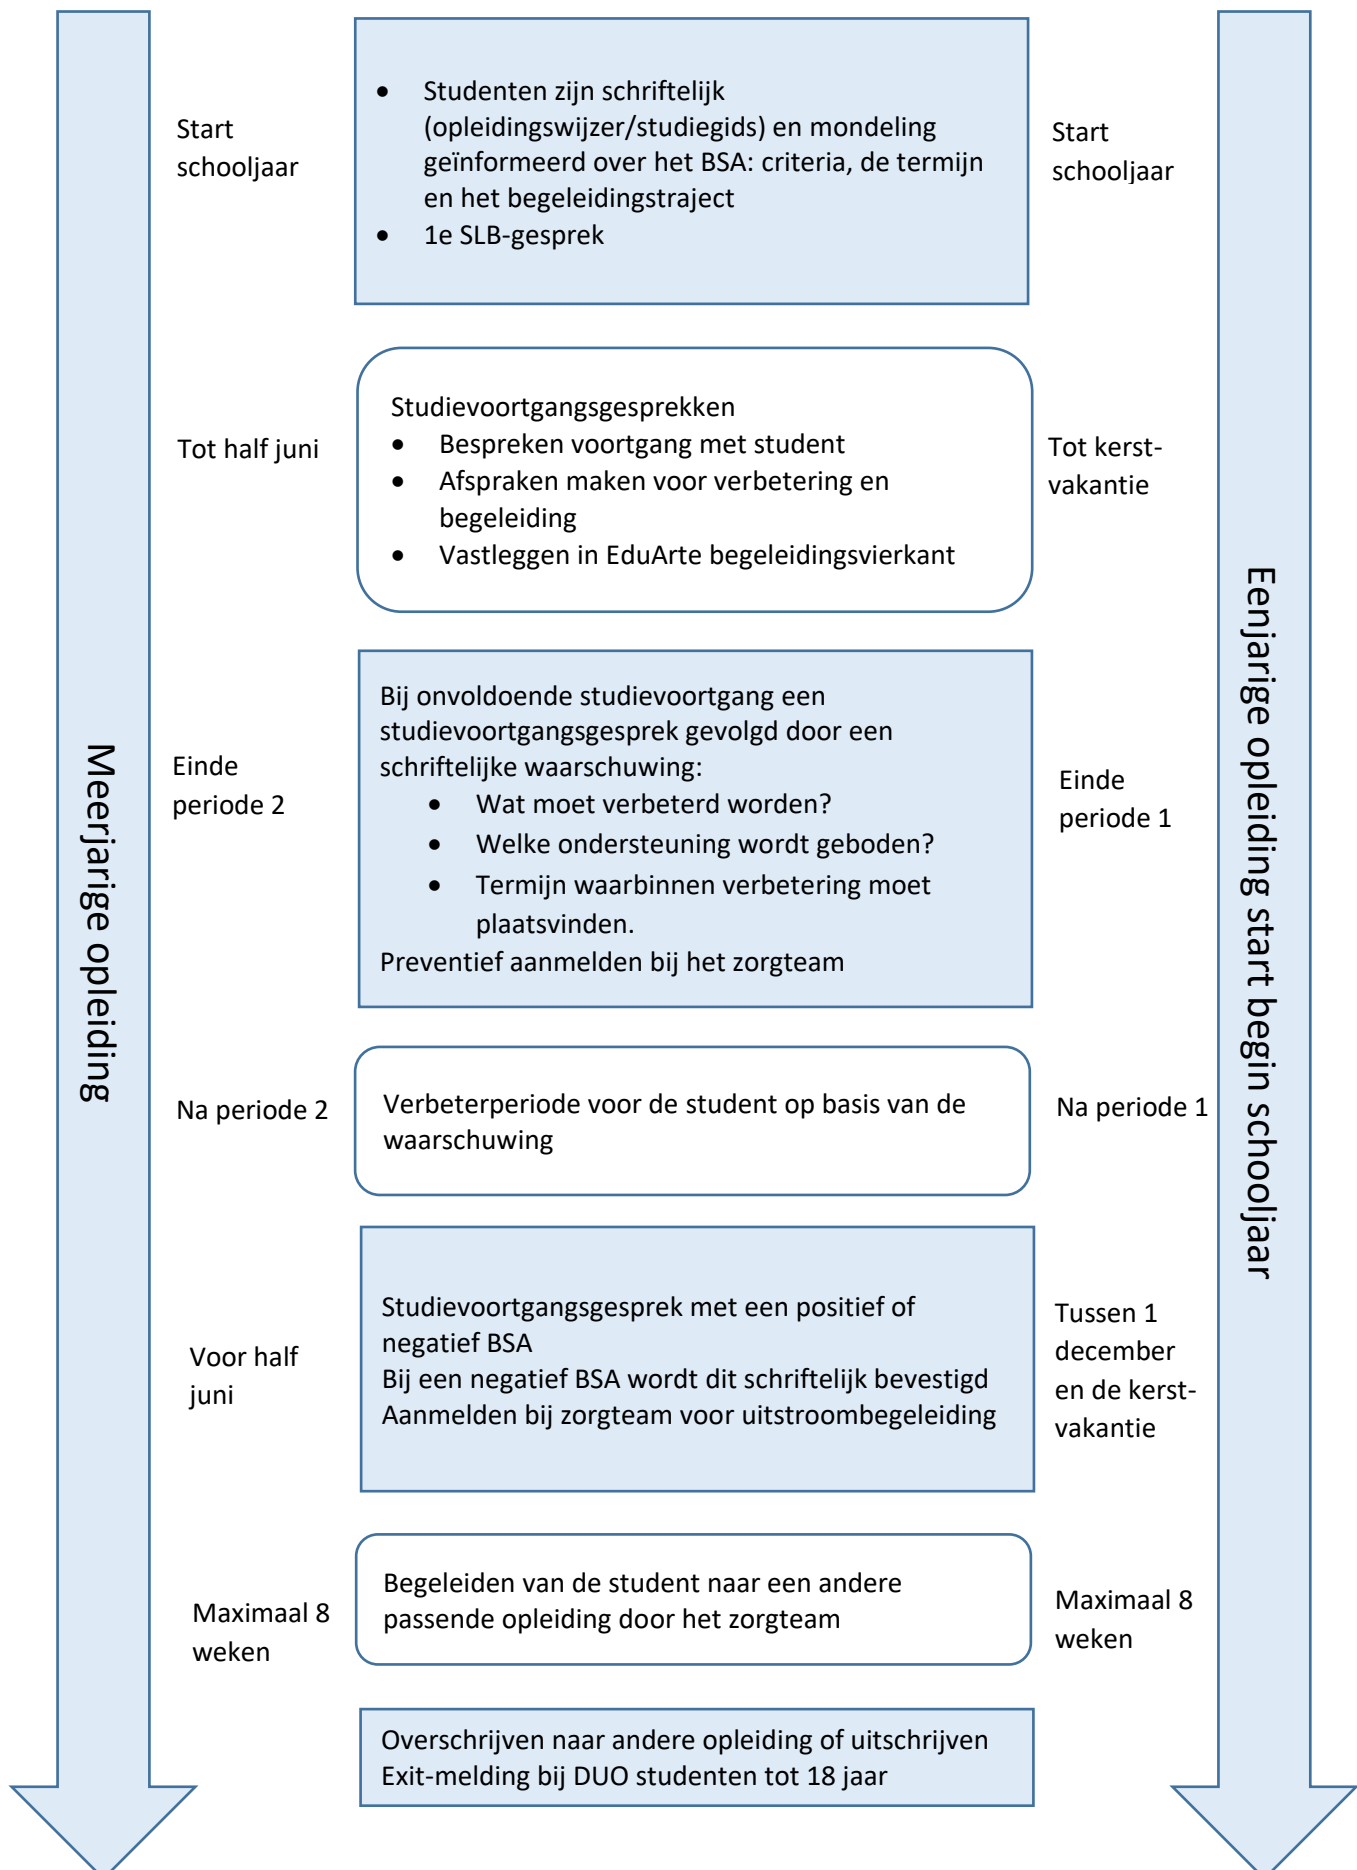 Start
schooljaar
• Studenten zijn schriftelijk
(opleidingswijzer/studiegids) en mondeling
geïnformeerd over het BSA: criteria, de termijn
en het begeleidingstraject
• 1e SLB-gesprek
Start
schooljaar
Tot half juni
Studievoortgangsgesprekken
• Bespreken voortgang met student
• Afspraken maken voor verbetering en
begeleiding
• Vastleggen in EduArte begeleidingsvierkant
Tot kerst-
vakantie
Einde
periode 2
Bij onvoldoende studievoortgang een
studievoortgangsgesprek gevolgd door een
schriftelijke waarschuwing:
• Wat moet verbeterd worden?
• Welke ondersteuning wordt geboden?
• Termijn waarbinnen verbetering moet
plaatsvinden.
Preventief aanmelden bij het zorgteam
Einde
periode 1
Meerjarige opleiding
Eenjarige opleiding start begin schooljaar
Na periode 2
Verbeterperiode voor de student op basis van de
waarschuwing
Na periode 1
Voor half
juni
Studievoortgangsgesprek met een positief of
negatief BSA
Bij een negatief BSA wordt dit schriftelijk bevestigd
Aanmelden bij zorgteam voor uitstroombegeleiding
Tussen 1
december
en de kerst-
vakantie
Maximaal 8
weken
Begeleiden van de student naar een andere
passende opleiding door het zorgteam
Maximaal 8
weken
Overschrijven naar andere opleiding of uitschrijven
Exit-melding bij DUO studenten tot 18 jaar